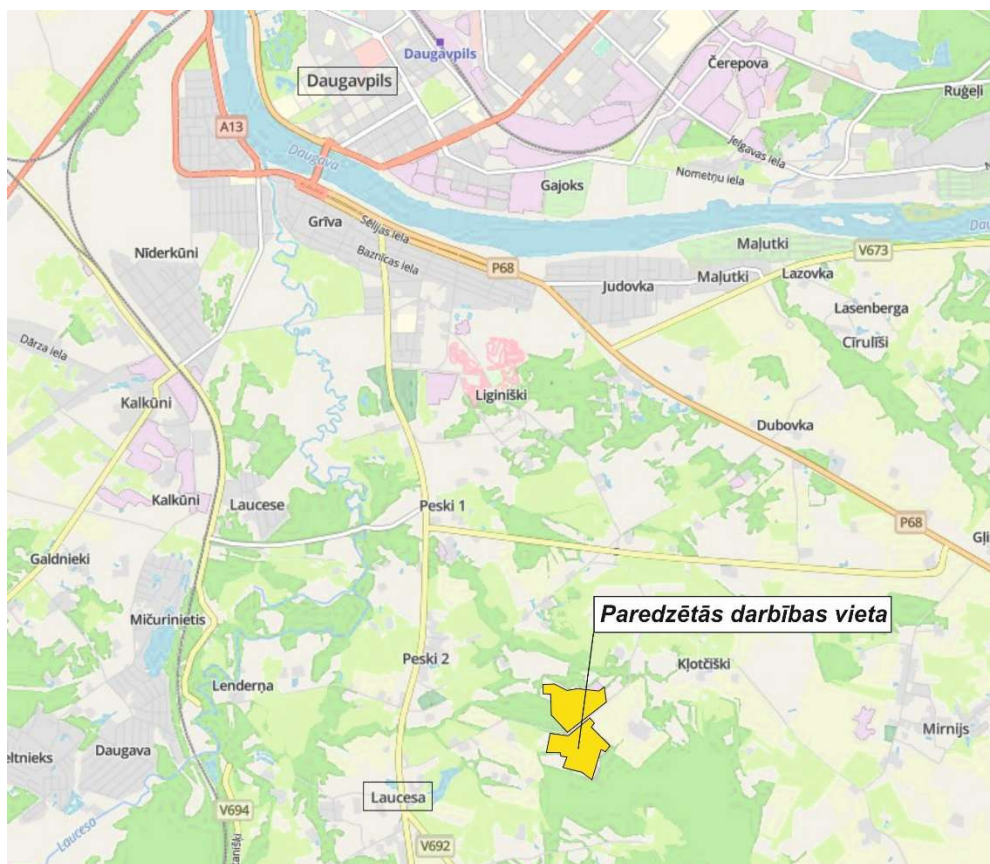 Daugavpils
Čerepova
Daugavpils
Ruģeļi
A13
Jelgavas iela
Daugava
Nometņu iela
Gajoks
Grīva
Sēlijas iela
Maļutki
Nīderkūni
Baznīcas iela
V673
P68
Lazovka
Judovka
Maļutki
Lasenberga
Cīrulīši
Dārza iela
Kalkūni
Liginiški
Dubovka
Kalkūni
Laucese
Peski 1
P68
Galdnieki
Paredzētās darbības vieta
Mičurinietis
Peski 2
Kļotčiški
Lenderņa
Mirnijs
Daugava
Laucesa
V694
Laucesa
V692